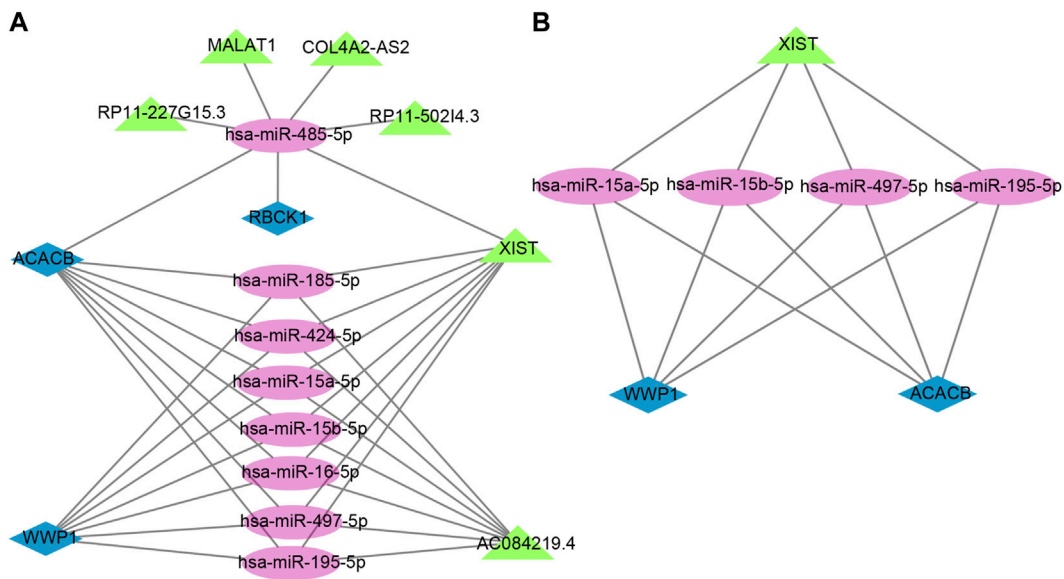 A
MALAT1
COL4A2-AS2
RP11-227G15.3
RP11-502I4.3
hsa-miR-485-5p
RBCK1
ACACB
XIST
hsa-miR-185-5p
hsa-miR-424-5p
hsa-miR-15a-5p
hsa-miR-15b-5p
hsa-miR-16-5p
hsa-miR-497-5p
WWP1
AC084219.4
hsa-miR-195-5p
B
XIST
hsa-miR-15a-5p
hsa-miR-15b-5p
hsa-miR-497-5p
hsa-miR-195-5p
WWP1
ACACB